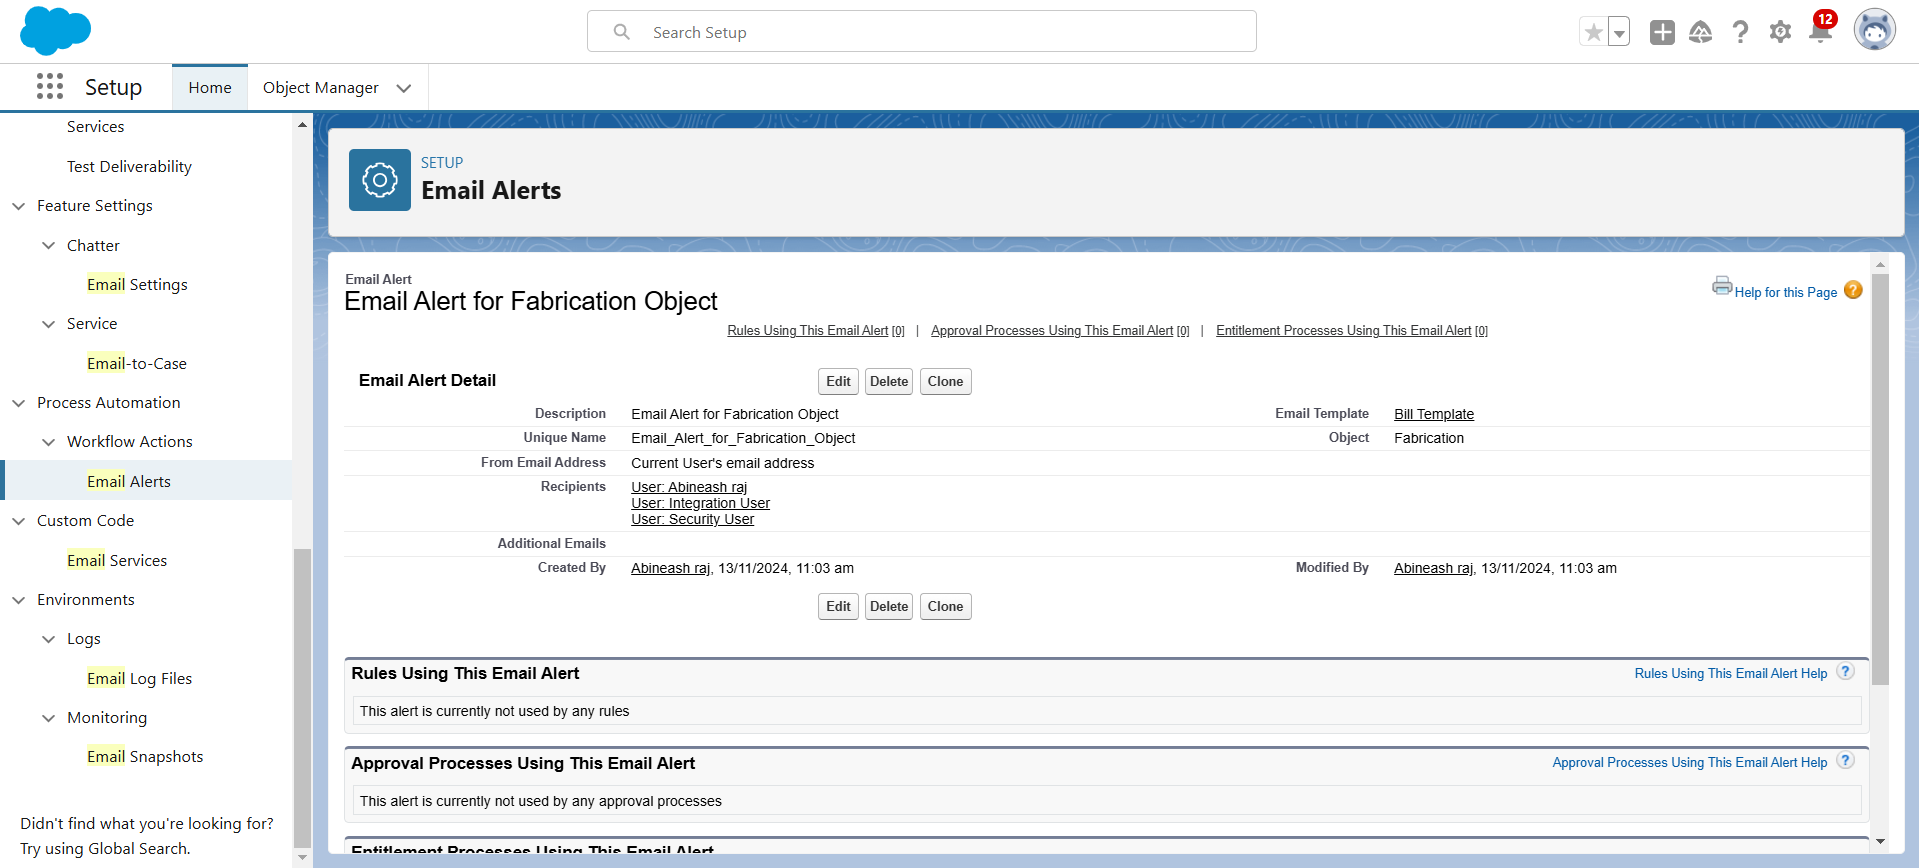 Search Setup
12
Setup
Home
Object Manager
Services
Test Deliverability
Feature Settings
Chatter
Email Settings
Service
Email-to-Case
Process Automation
Workflow Actions
Email Alerts
Custom Code
Email Services
Environments
Logs
Email Log Files
Monitoring
Email Snapshots
Didn't find what you're looking for?
Try using Global Search.
SETUP
Email Alerts
Email Alert
Email Alert for Fabrication Object
Help for this Page ?
Rules Using This Email Alert [0] | Approval Processes Using This Email Alert [0] | Entitlement Processes Using This Email Alert [0]
Email Alert Detail
Edit Delete Clone
Description Email Alert for Fabrication Object Email Template Bill Template
Unique Name Email_Alert_for_Fabrication_Object Object Fabrication
From Email Address Current User's email address
Recipients User: Abineash raj
User: Integration User
User: Security User
Additional Emails
Created By Abineash raj, 13/11/2024, 11:03 am Modified By Abineash raj, 13/11/2024, 11:03 am
Edit Delete Clone
Rules Using This Email Alert Rules Using This Email Alert Help ?
This alert is currently not used by any rules
Approval Processes Using This Email Alert Approval Processes Using This Email Alert Help ?
This alert is currently not used by any approval processes
Entitlement Processes Using This Email Alert